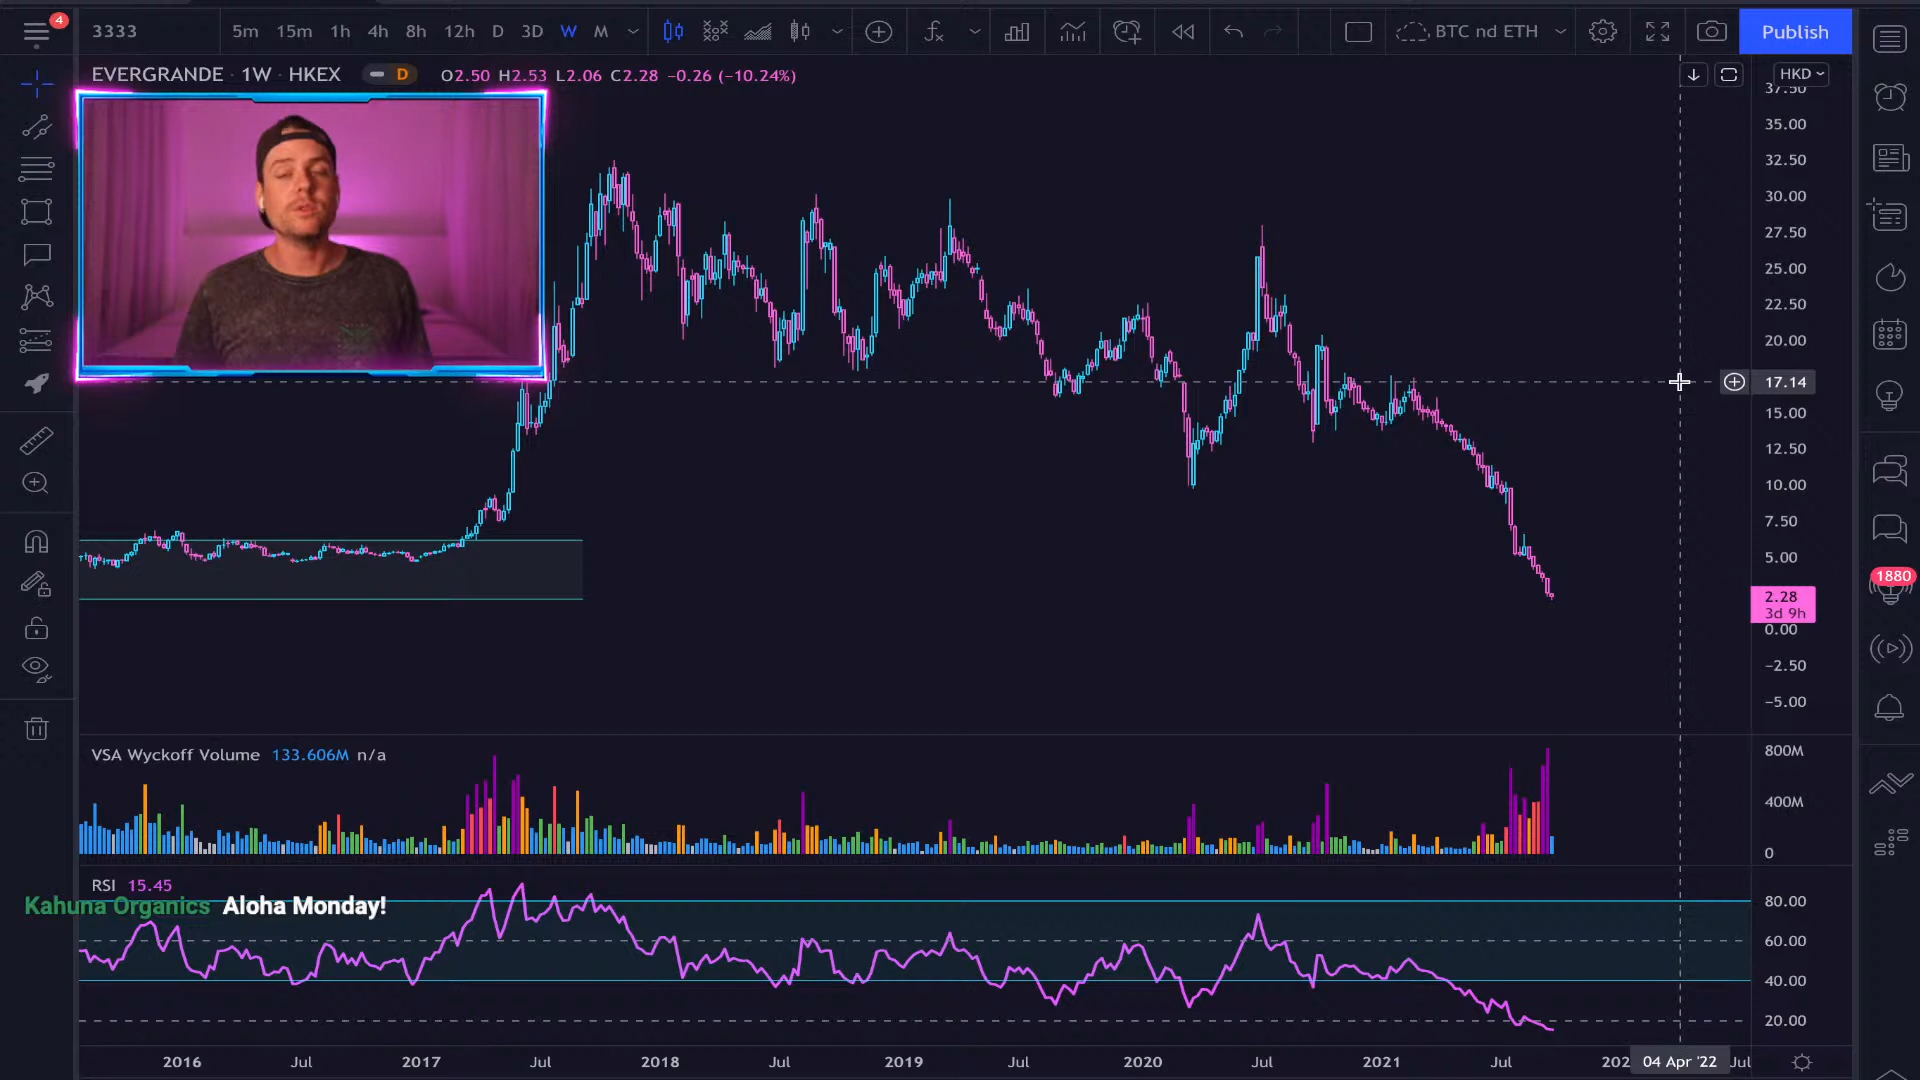 4
3333
5m 15m 1h 4h 8h 12h D 3D W M
BTC nd ETH
Publish
EVERGRANDE · 1W · HKEX
D
O2.50 H2.53 L2.06 C2.28 −0.26 (−10.24%)
HKD
37.50
35.00
32.50
30.00
27.50
25.00
22.50
20.00
17.14
15.00
12.50
10.00
7.50
5.00
2.28
3d 9h
0.00
−2.50
−5.00
1880
VSA Wyckoff Volume 133.606M n/a
800M
400M
0
RSI 15.45
Kahuna Organics Aloha Monday!
80.00
60.00
40.00
20.00
2016 Jul 2017 Jul 2018 Jul 2019 Jul 2020 Jul 2021 Jul 202 04 Apr '22 Jul